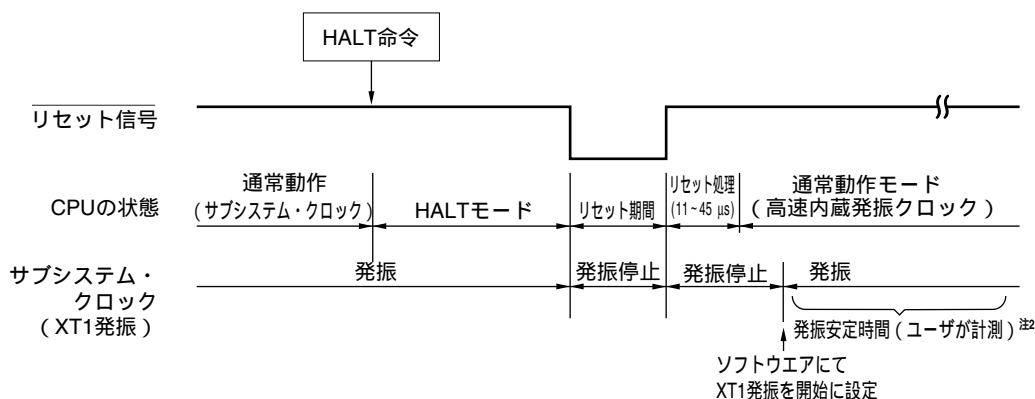 HALT命令
リセット信号
通常動作
(サブシステム・クロック)
CPUの状態
HALTモード
リセット期間
リセット処理
(11~45 μs)
通常動作モード
(高速内蔵発振クロック)
サブシステム・
クロック
(XT1発振)
発振
発振停止
発振停止
発振
発振安定時間(ユーザが計測)注2
ソフトウエアにて
XT1発振を開始に設定